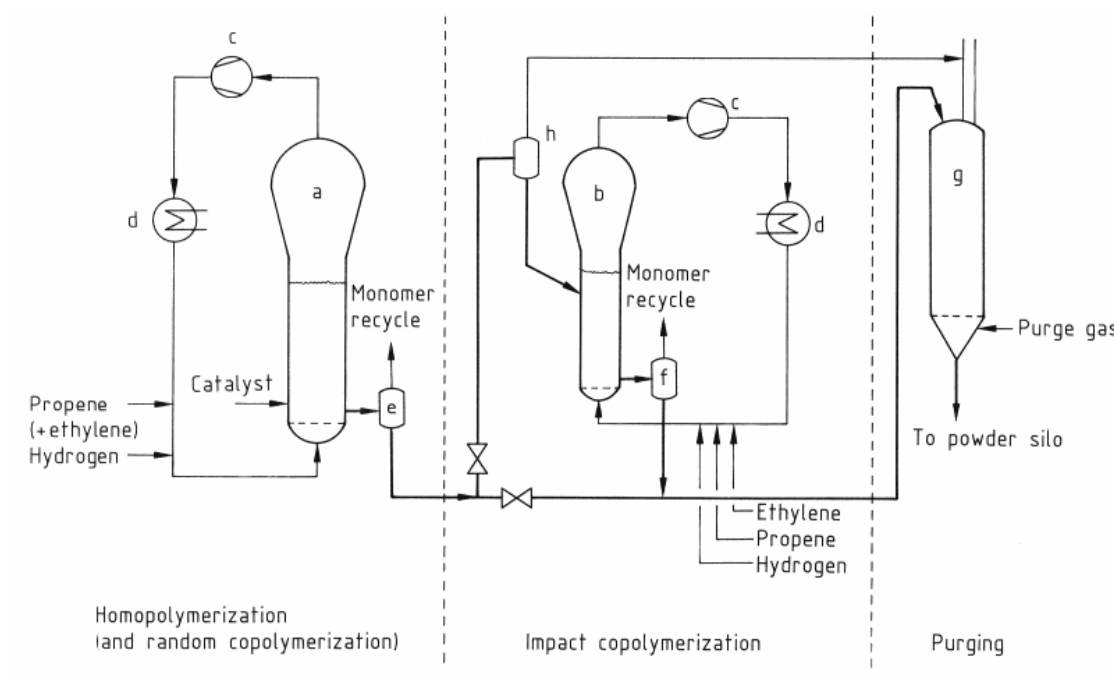 c
c
h
a
b
g
d
d
Monomer
recycle
Monomer
recycle
Purge gas
Catalyst
f
e
Propene
(+ethylene)
Hydrogen
To powder silo
Ethylene
Propene
Hydrogen
Homopolymerization
(and random copolymerization)
Impact copolymerization
Purging